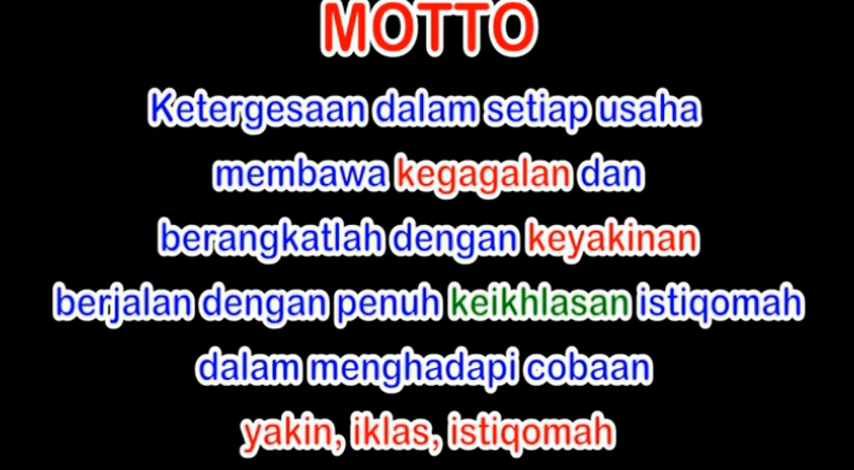 MOTTO
Ketergesaan dalam setiap usaha
membawa kegagalan dan
berangkatlah dengan keyakinan
berjalan dengan penuh keikhlasan istiqomah
dalam menghadapi cobaan
yakin, iklas, istiqomah